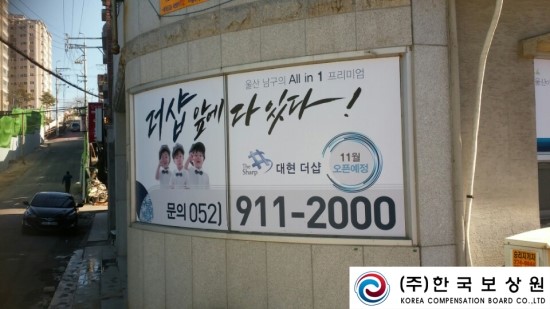 울산 남구의 All in 1 프리미엄
더샵 앞에 다 있다~!
The Sharp
대현 더샵
11월
오픈예정
문의 052)
911-2000
(주)한국보상원
KOREA COMPENSATION BOARD CO.,LTD